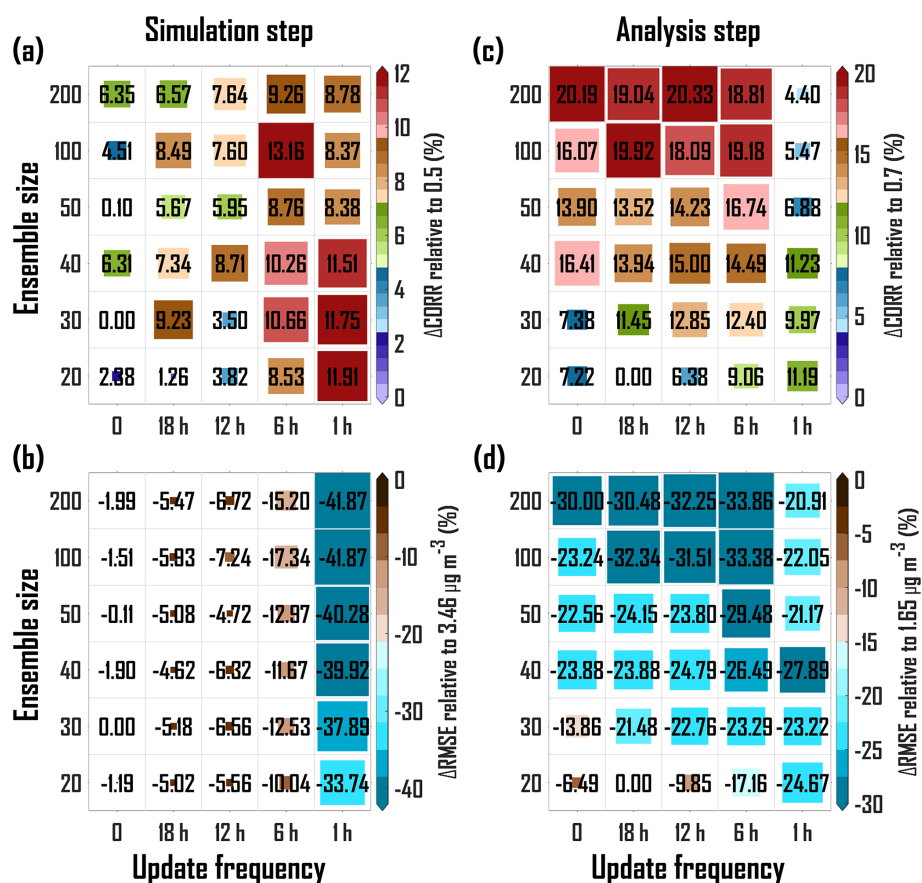 Simulation step
Analysis step
(a)
(c)
200 6.35 6.57 7.64 9.26 8.78
100 4.51 8.49 7.60 13.16 8.37
50 0.10 5.67 5.95 8.76 8.38
40 6.31 7.34 8.71 10.26 11.51
30 0.00 9.23 3.50 10.66 11.75
20 2.38 1.26 3.82 8.53 11.91
0 18 h 12 h 6 h 1 h
Ensemble size
12
10
8
6
4
2
0
ΔCORR relative to 0.5 (%)
200 20.19 19.04 20.33 18.81 4.40
100 16.07 19.92 18.09 19.18 5.47
50 13.90 13.52 14.23 16.74 6.88
40 16.41 13.94 15.00 14.49 11.23
30 7.38 11.45 12.85 12.40 9.97
20 7.22 0.00 6.38 9.06 11.19
0 18 h 12 h 6 h 1 h
20
15
10
5
0
ΔCORR relative to 0.7 (%)
(b)
(d)
200 -1.99 -5.47 -6.72 -15.20 -41.87
100 -1.51 -5.93 -7.24 -17.34 -41.87
50 -0.11 -5.08 -4.72 -12.97 -40.28
40 -1.90 -4.62 -6.32 -11.67 -39.92
30 0.00 -5.18 -6.56 -12.53 -37.89
20 -1.19 -5.02 -5.56 -10.04 -33.74
0 18 h 12 h 6 h 1 h
Ensemble size
Update frequency
0
-10
-20
-30
-40
ΔRMSE relative to 3.46 μg m⁻³ (%)
200 -30.00 -30.48 -32.25 -33.86 -20.91
100 -23.24 -32.34 -31.51 -33.38 -22.05
50 -22.56 -24.15 -23.80 -29.48 -21.17
40 -23.88 -23.88 -24.79 -26.49 -27.89
30 -13.86 -21.48 -22.76 -23.29 -23.22
20 -6.49 0.00 -9.85 -17.16 -24.67
0 18 h 12 h 6 h 1 h
Update frequency
0
-5
-10
-15
-20
-25
-30
ΔRMSE relative to 1.65 μg m⁻³ (%)